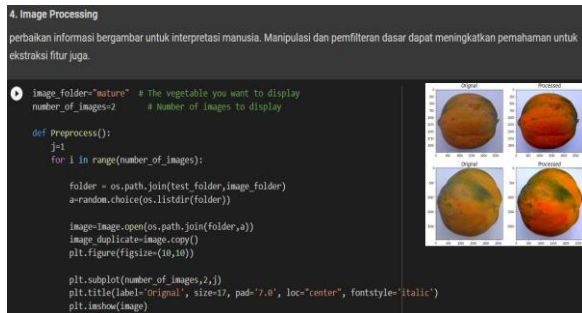 4. Image Processing
perbaikan informasi bergambar untuk interpretasi manusia. Manipulasi dan pemfilteran dasar dapat meningkatkan pemahaman untuk
ekstraksi fitur juga.
image_folder="mature" # The vegetable you want to display
number_of_images=2 # Number of images to display
def Preprocess():
j=1
for i in range(number_of_images):
folder = os.path.join(test_folder,image_folder)
a=random.choice(os.listdir(folder))
image=Image.open(os.path.join(folder,a))
image_duplicate=image.copy()
plt.figure(figsize=(10,10))
plt.subplot(number_of_images,2,j)
plt.title(label='Orignal', size=17, pad='7.0', loc="center", fontstyle='italic')
plt.imshow(image)
Orignal Processed
Orignal Processed